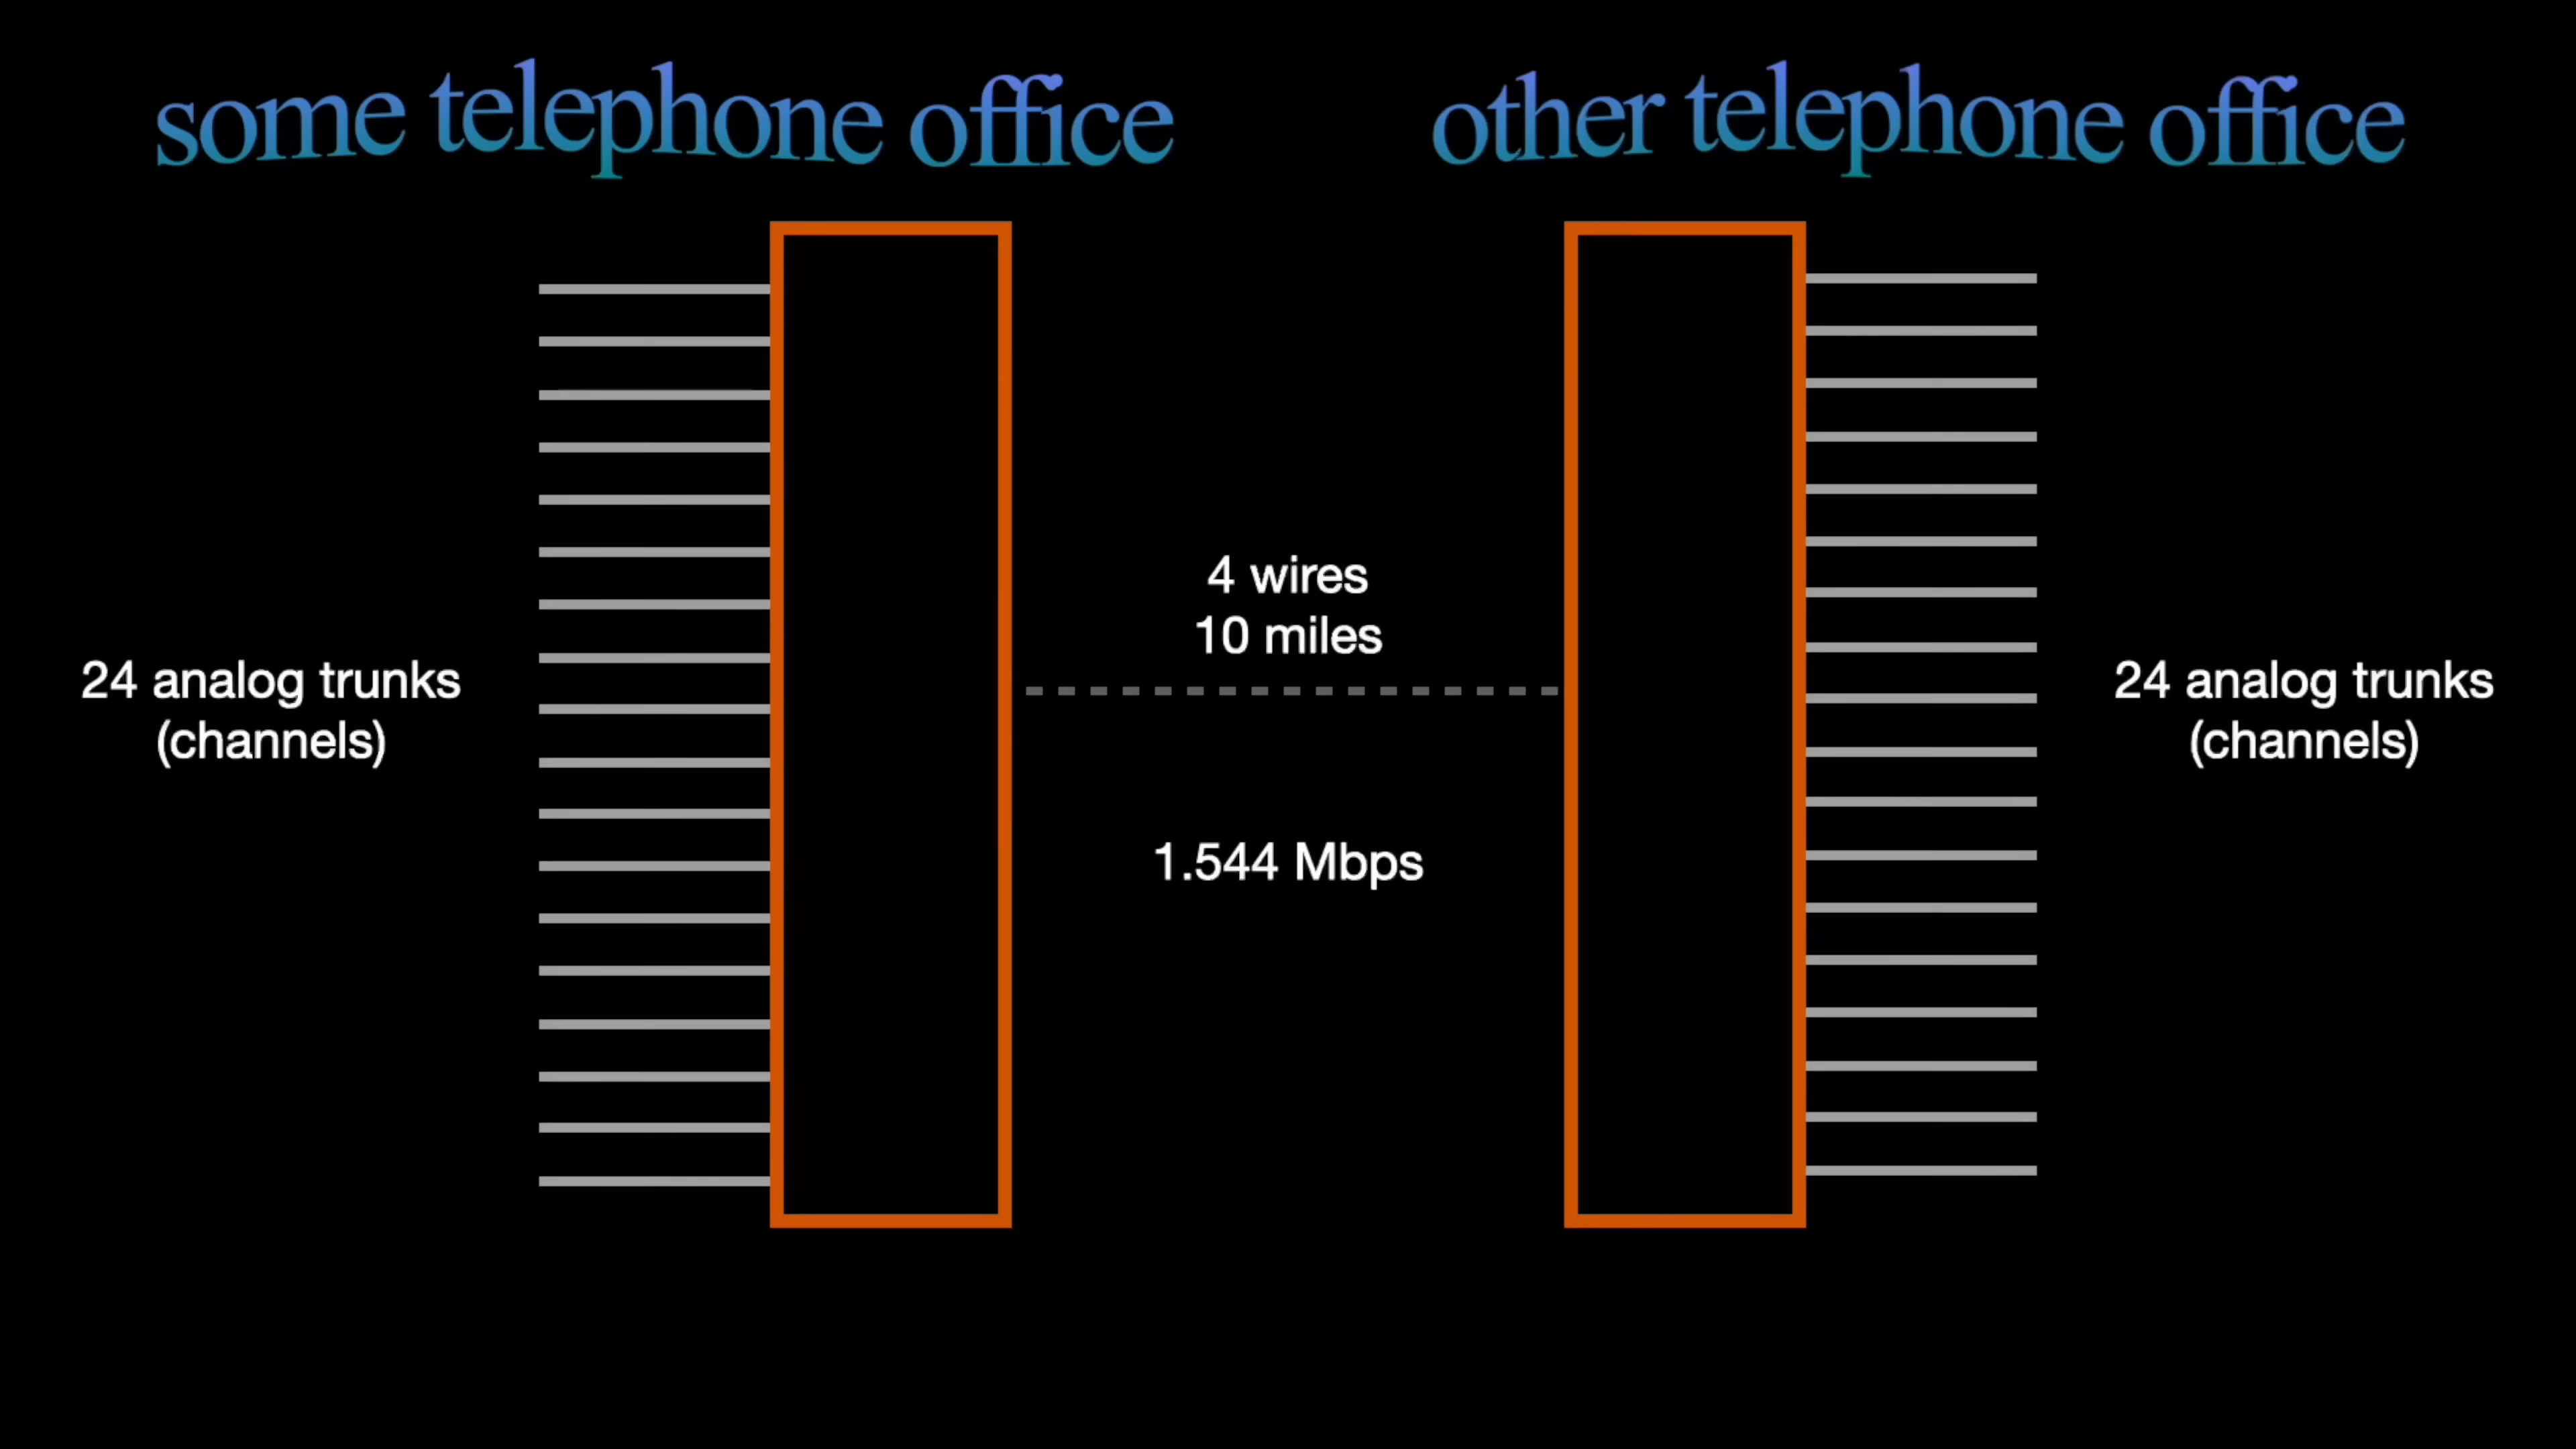 some telephone office
other telephone office
24 analog trunks
(channels)
4 wires
10 miles
1.544 Mbps
24 analog trunks
(channels)